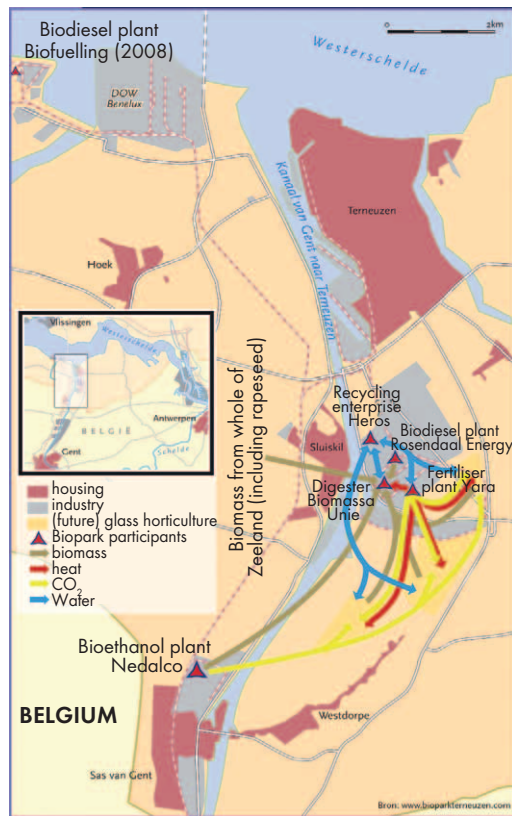 Biodiesel plant
Biofuelling (2008)
2km
0
Westerschelde
DOW
Benelux
Kanaal van Gent naar Terneuzen
Terneuzen
Hoek
Vlissingen
Westerschelde
BELGIË
Antwerpen
Schelde
Gent
Biomass from whole of
Zeeland (including rapeseed)
Recycling
enterprise
Heros
Sluiskil
Biodiesel plant
Rosendaal Energy
Digester
Biomassa
Unie
Fertiliser
plant Yara
housing
industry
(future) glass horticulture
Biopark participants
biomass
heat
CO2
Water
Bioethanol plant
Nedalco
BELGIUM
Westdorpe
Sas van Gent
Bron: www.bioparkterneuzen.com